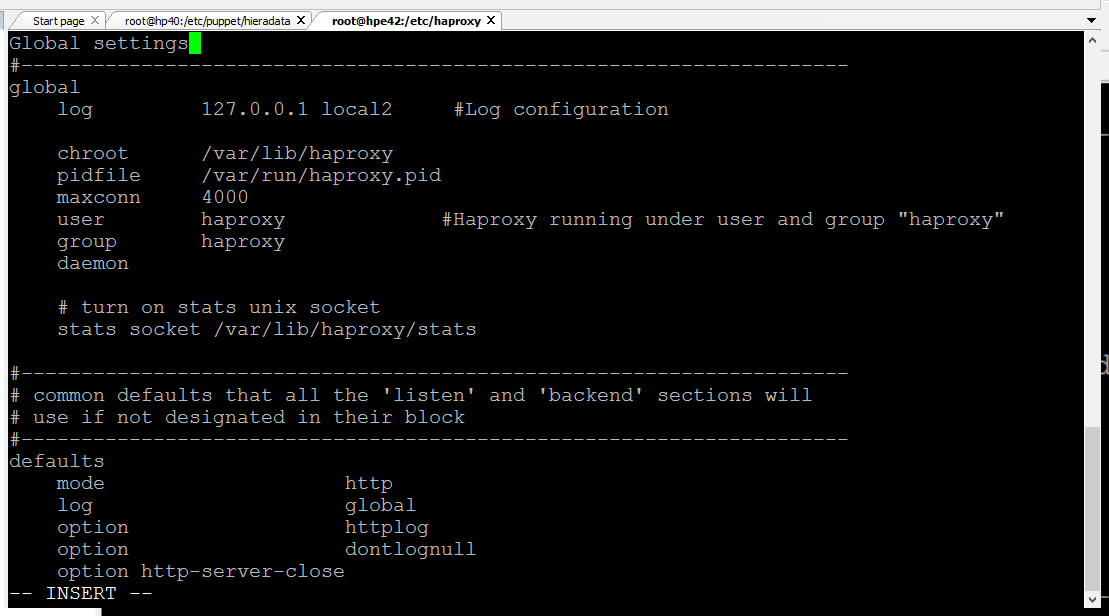 Start page
root@hp40:/etc/puppet/hieradata
root@hpe42:/etc/haproxy
Global settings
#---------------------------------------------------------------------
global
    log         127.0.0.1 local2     #Log configuration

    chroot      /var/lib/haproxy
    pidfile     /var/run/haproxy.pid
    maxconn     4000
    user        haproxy             #Haproxy running under user and group "haproxy"
    group       haproxy
    daemon

    # turn on stats unix socket
    stats socket /var/lib/haproxy/stats

#---------------------------------------------------------------------
# common defaults that all the 'listen' and 'backend' sections will
# use if not designated in their block
#---------------------------------------------------------------------
defaults
    mode                    http
    log                     global
    option                  httplog
    option                  dontlognull
    option http-server-close
-- INSERT --